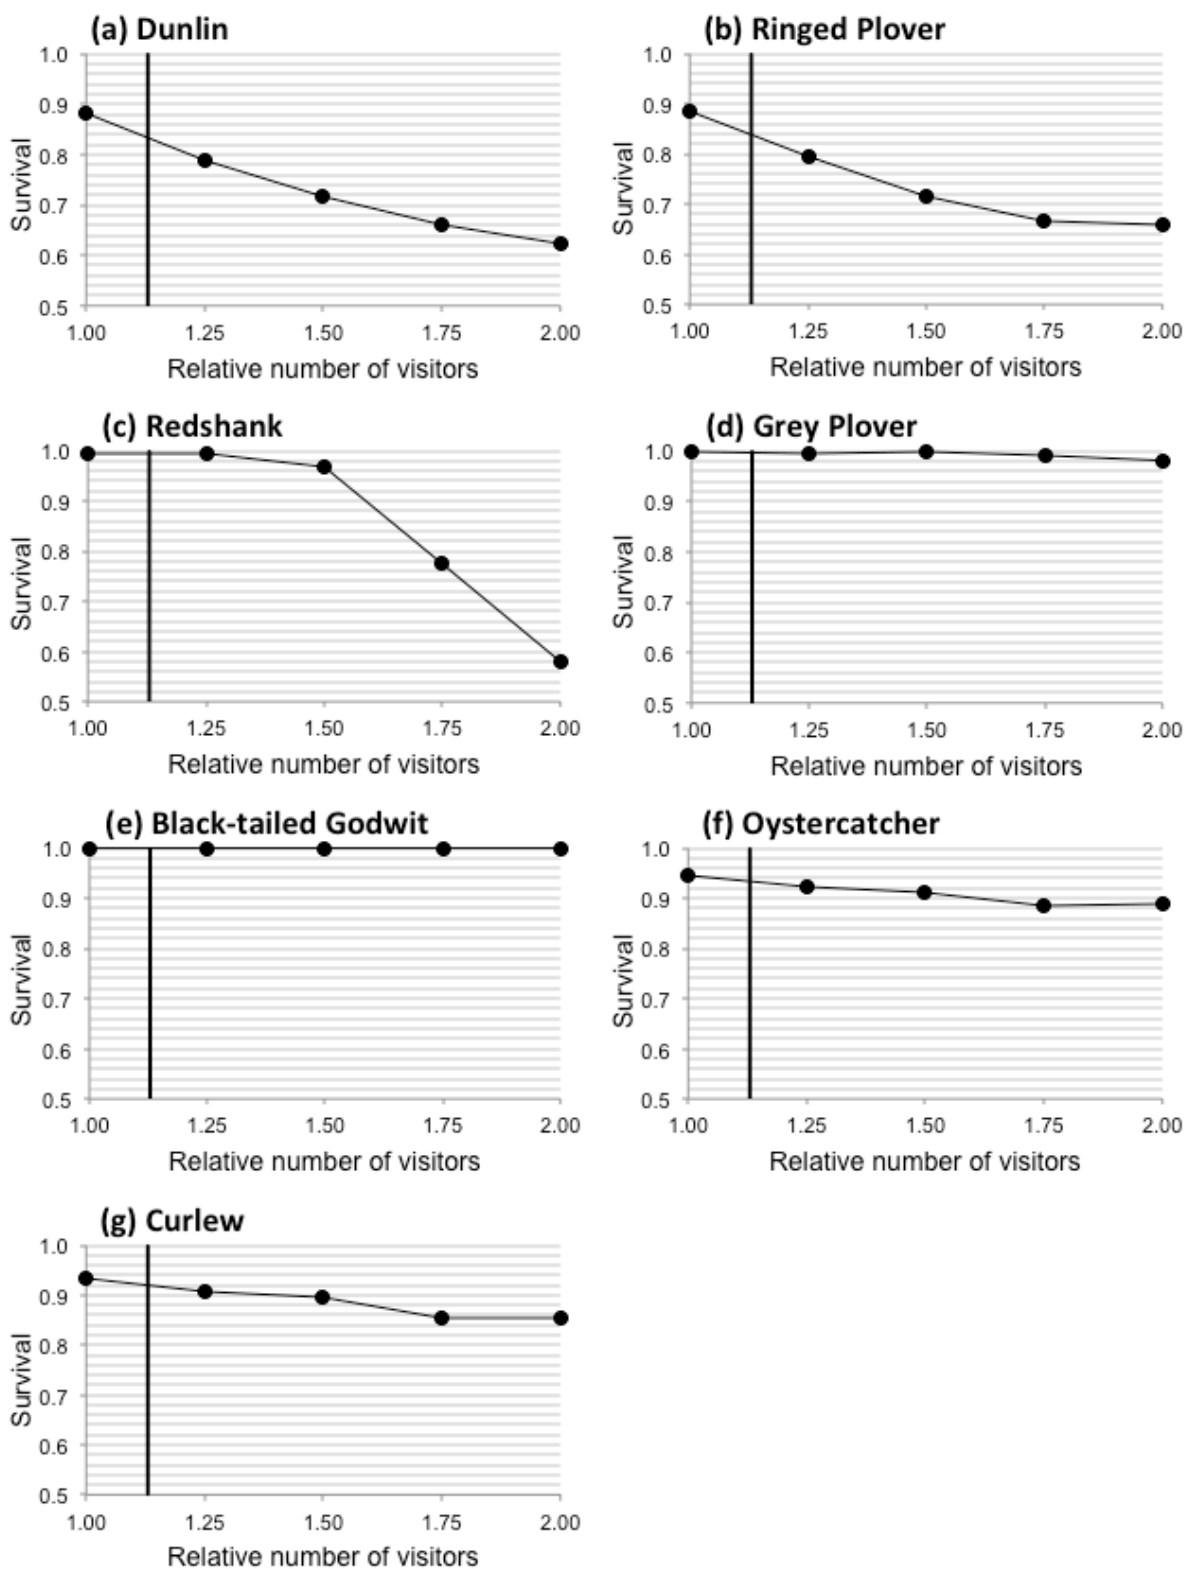 (a) Dunlin
1.0
0.9
0.8
0.7
0.6
0.5
Survival
1.00 1.25 1.50 1.75 2.00
Relative number of visitors
(b) Ringed Plover
1.0
0.9
0.8
0.7
0.6
0.5
Survival
1.00 1.25 1.50 1.75 2.00
Relative number of visitors
(c) Redshank
1.0
0.9
0.8
0.7
0.6
0.5
Survival
1.00 1.25 1.50 1.75 2.00
Relative number of visitors
(d) Grey Plover
1.0
0.9
0.8
0.7
0.6
0.5
Survival
1.00 1.25 1.50 1.75 2.00
Relative number of visitors
(e) Black-tailed Godwit
1.0
0.9
0.8
0.7
0.6
0.5
Survival
1.00 1.25 1.50 1.75 2.00
Relative number of visitors
(f) Oystercatcher
1.0
0.9
0.8
0.7
0.6
0.5
Survival
1.00 1.25 1.50 1.75 2.00
Relative number of visitors
(g) Curlew
1.0
0.9
0.8
0.7
0.6
0.5
Survival
1.00 1.25 1.50 1.75 2.00
Relative number of visitors